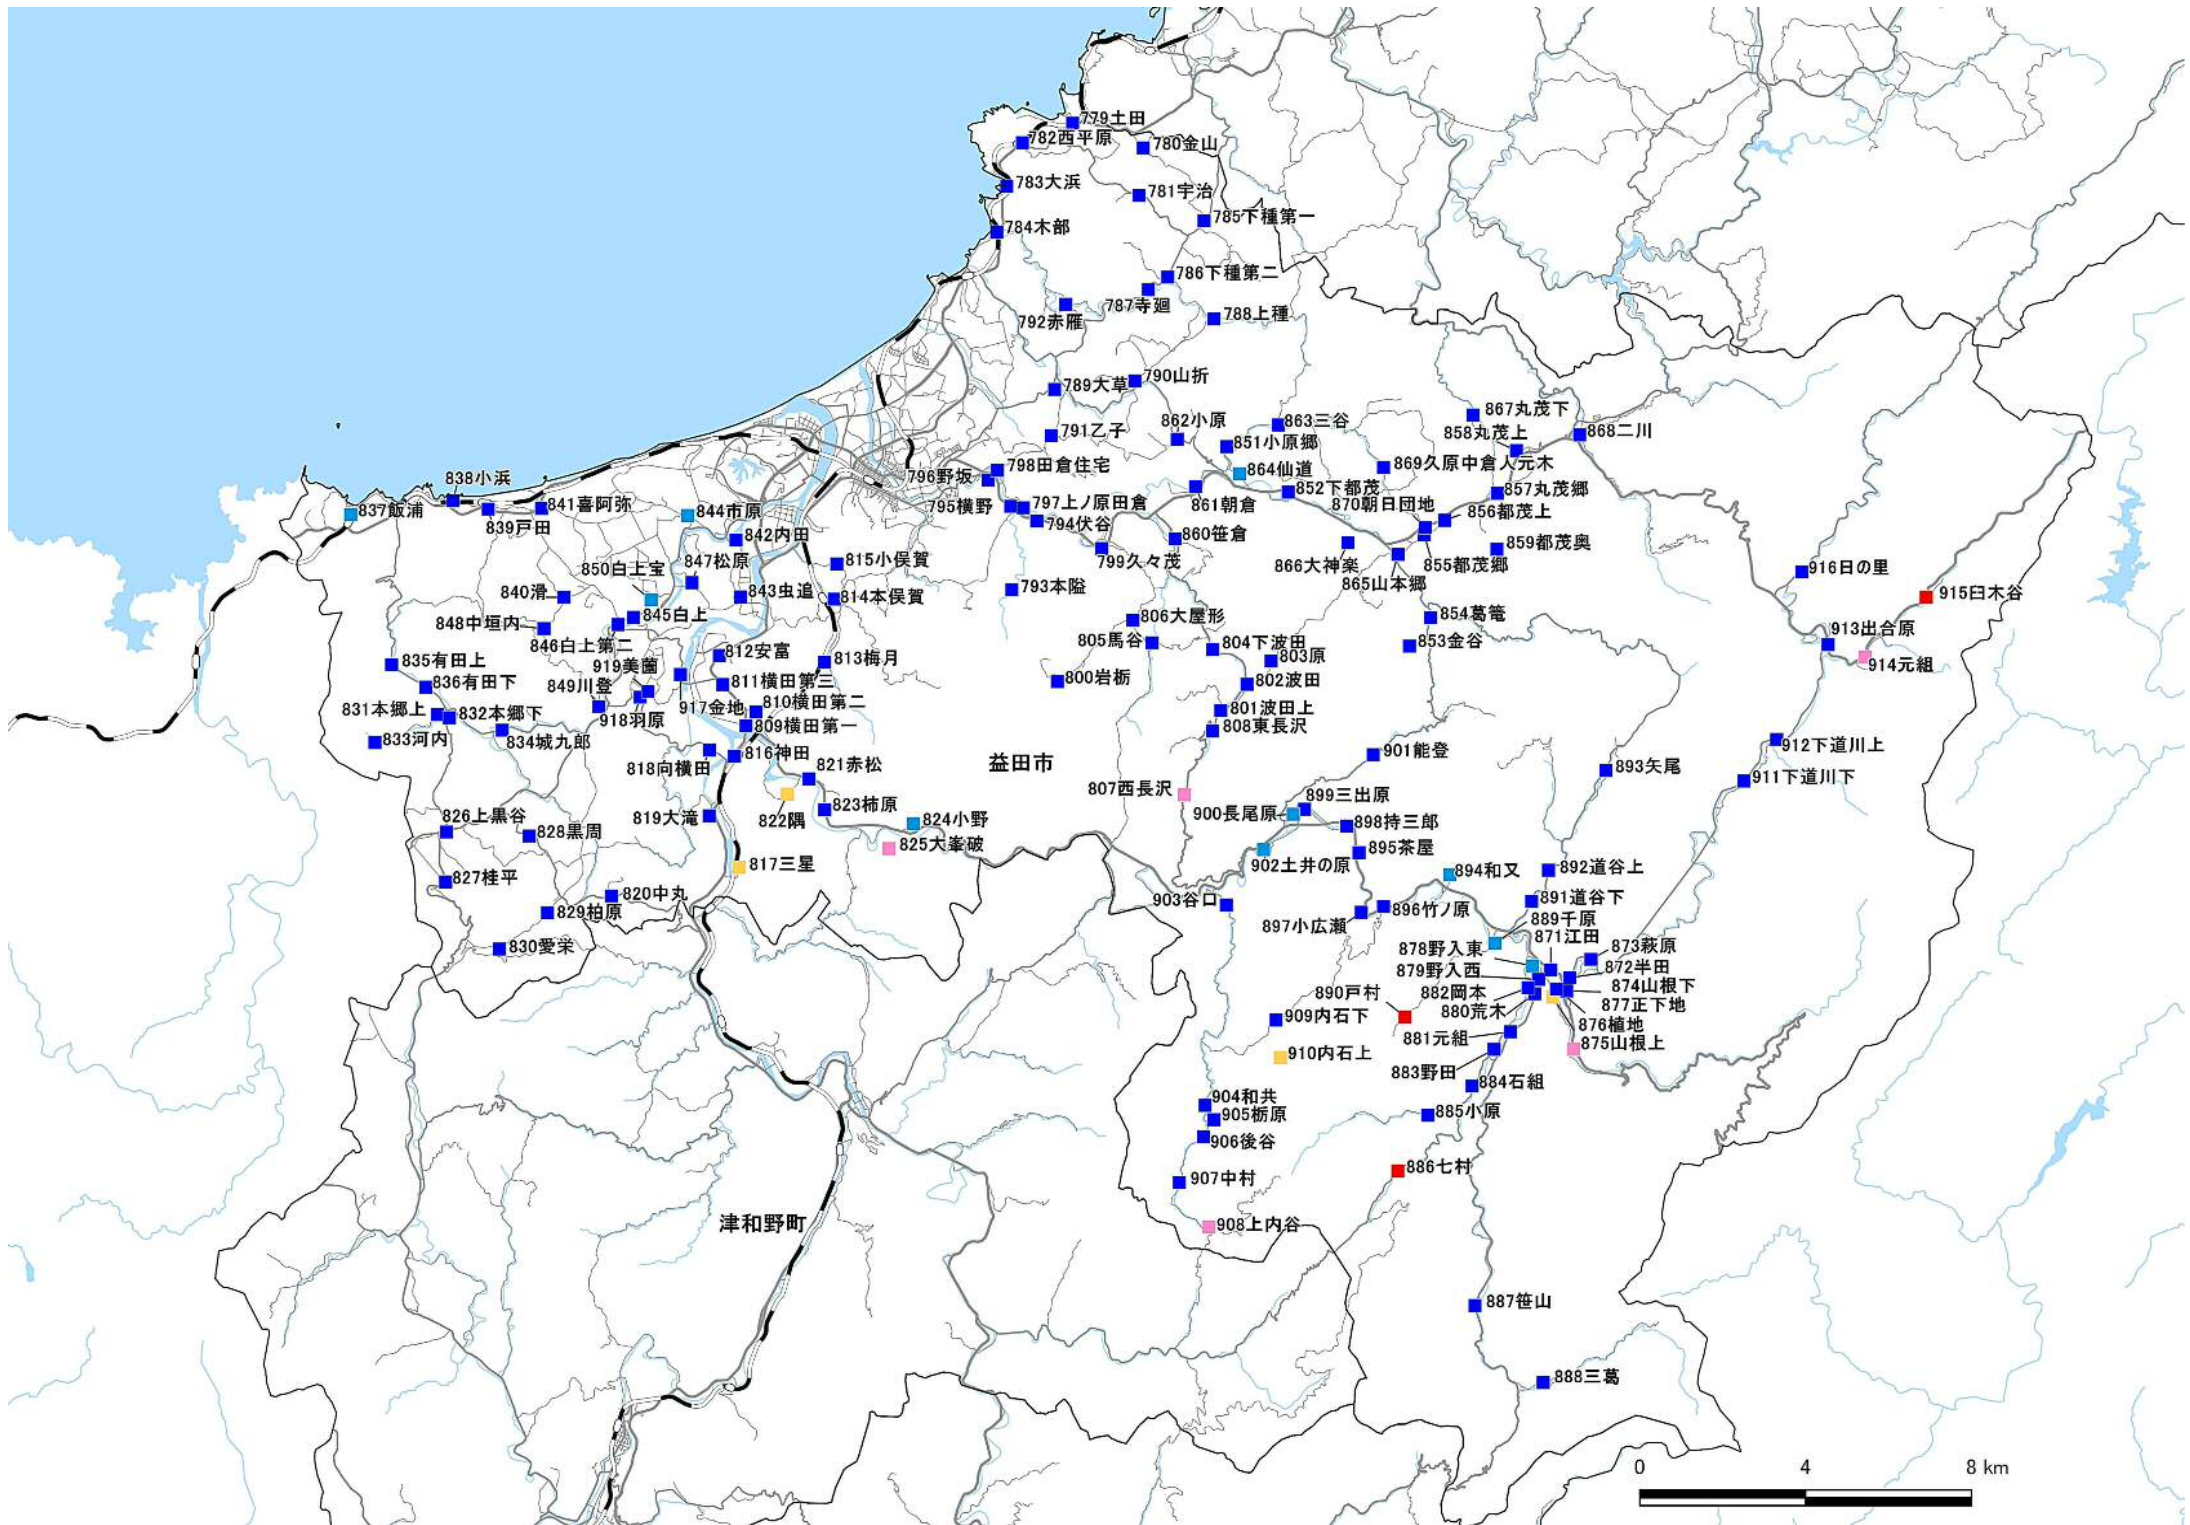 779土田
782西平原
780金山
783大浜
781宇治
785下種第一
784木部
786下種第二
787寺廻
792赤雁
788上種
790山折
789大草
867丸茂下
862小原
863三谷
858丸茂上
868二川
791乙子
851小原郷
798田倉住宅
864仙道
869久原中倉人元木
796野坂
838小浜
852下都茂
857丸茂郷
795横野
797上ノ原田倉
861朝倉
870朝日団地
841喜阿弥
837飯浦
856都茂上
844市原
839戸田
794伏谷
842内田
860笹倉
859都茂奥
847松原
815小俣賀
799久々茂
866大神楽
855都茂郷
850白上宝
865山本郷
916日の里
840滑
843虫追
793本隘
915臼木谷
814本俣賀
848中垣内
845白上
806大屋形
854葛篭
913出合原
846白上第二
805馬谷
804下波田
853金谷
812安富
919美薗
813梅月
803原
914元組
835有田上
836有田下
849川登
811横田第三
800岩栃
802波田
831本郷上
917金地
810横田第二
801波田上
832本郷下
918羽原
809横田第一
808東長沢
833河内
834城九郎
816神田
901能登
912下道川上
益田市
818向横田
821赤松
893矢尾
911下道川下
807西長沢
899三出原
826上黒谷
819大滝
822隅
823柿原
824小野
900長尾原
898持三郎
828黒周
825大峯破
895茶屋
817三星
902土井の原
894和又
892道谷上
827桂平
820中丸
903谷口
891道谷下
829柏原
896竹ノ原
889千原
897小広瀬
871江田
830愛栄
878野入東
873萩原
879野入西
872半田
890戸村
882岡本
874山根下
880荒木
877正下地
909内石下
876植地
881元組
875山根上
910内石上
883野田
884石組
904和共
905栃原
885小原
906後谷
886七村
907中村
津和野町
908上内谷
887笹山
888三葛
0 4 8 km